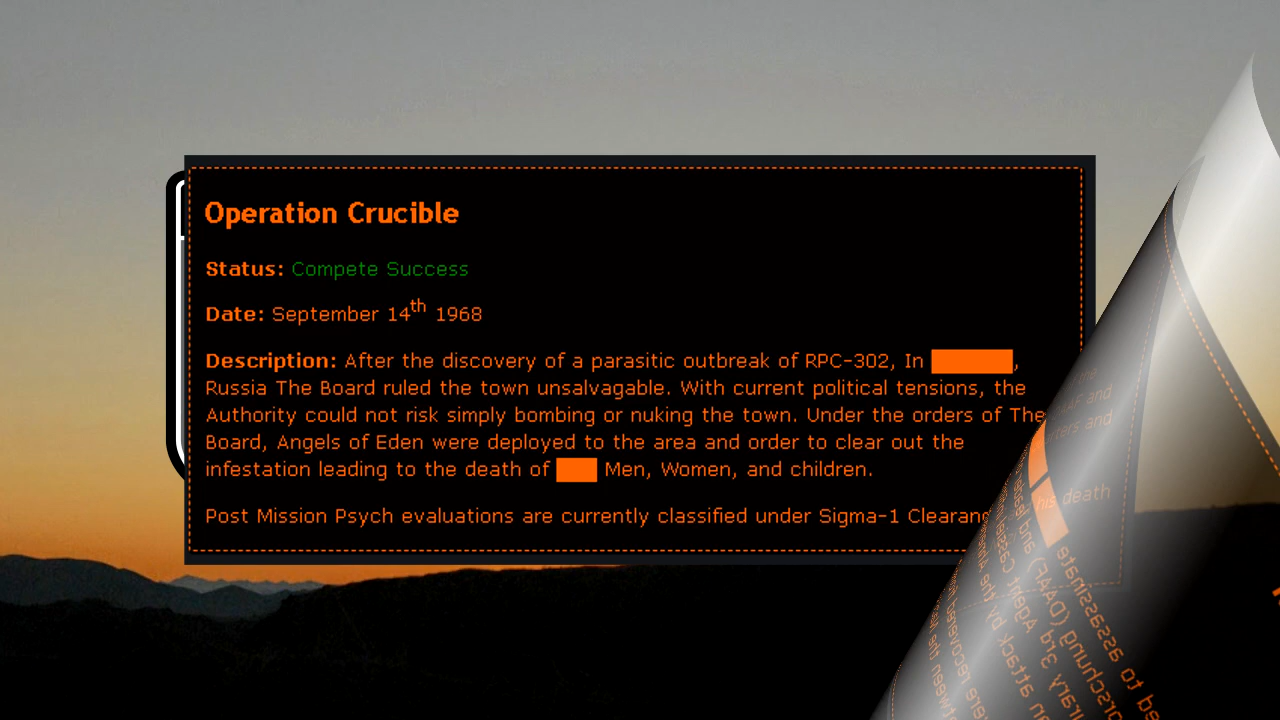 Operation Crucible
Status: Compete Success
Date: September 14th 1968
Description: After the discovery of a parasitic outbreak of RPC-302, In ,
Russia The Board ruled the town unsalvagable. With current political tensions, the
Authority could not risk simply bombing or nuking the town. Under the orders of The
Board, Angels of Eden were deployed to the area and order to clear out the
infestation leading to the death of Men, Women, and children.
Post Mission Psych evaluations are currently classified under Sigma-1
and
and
his death